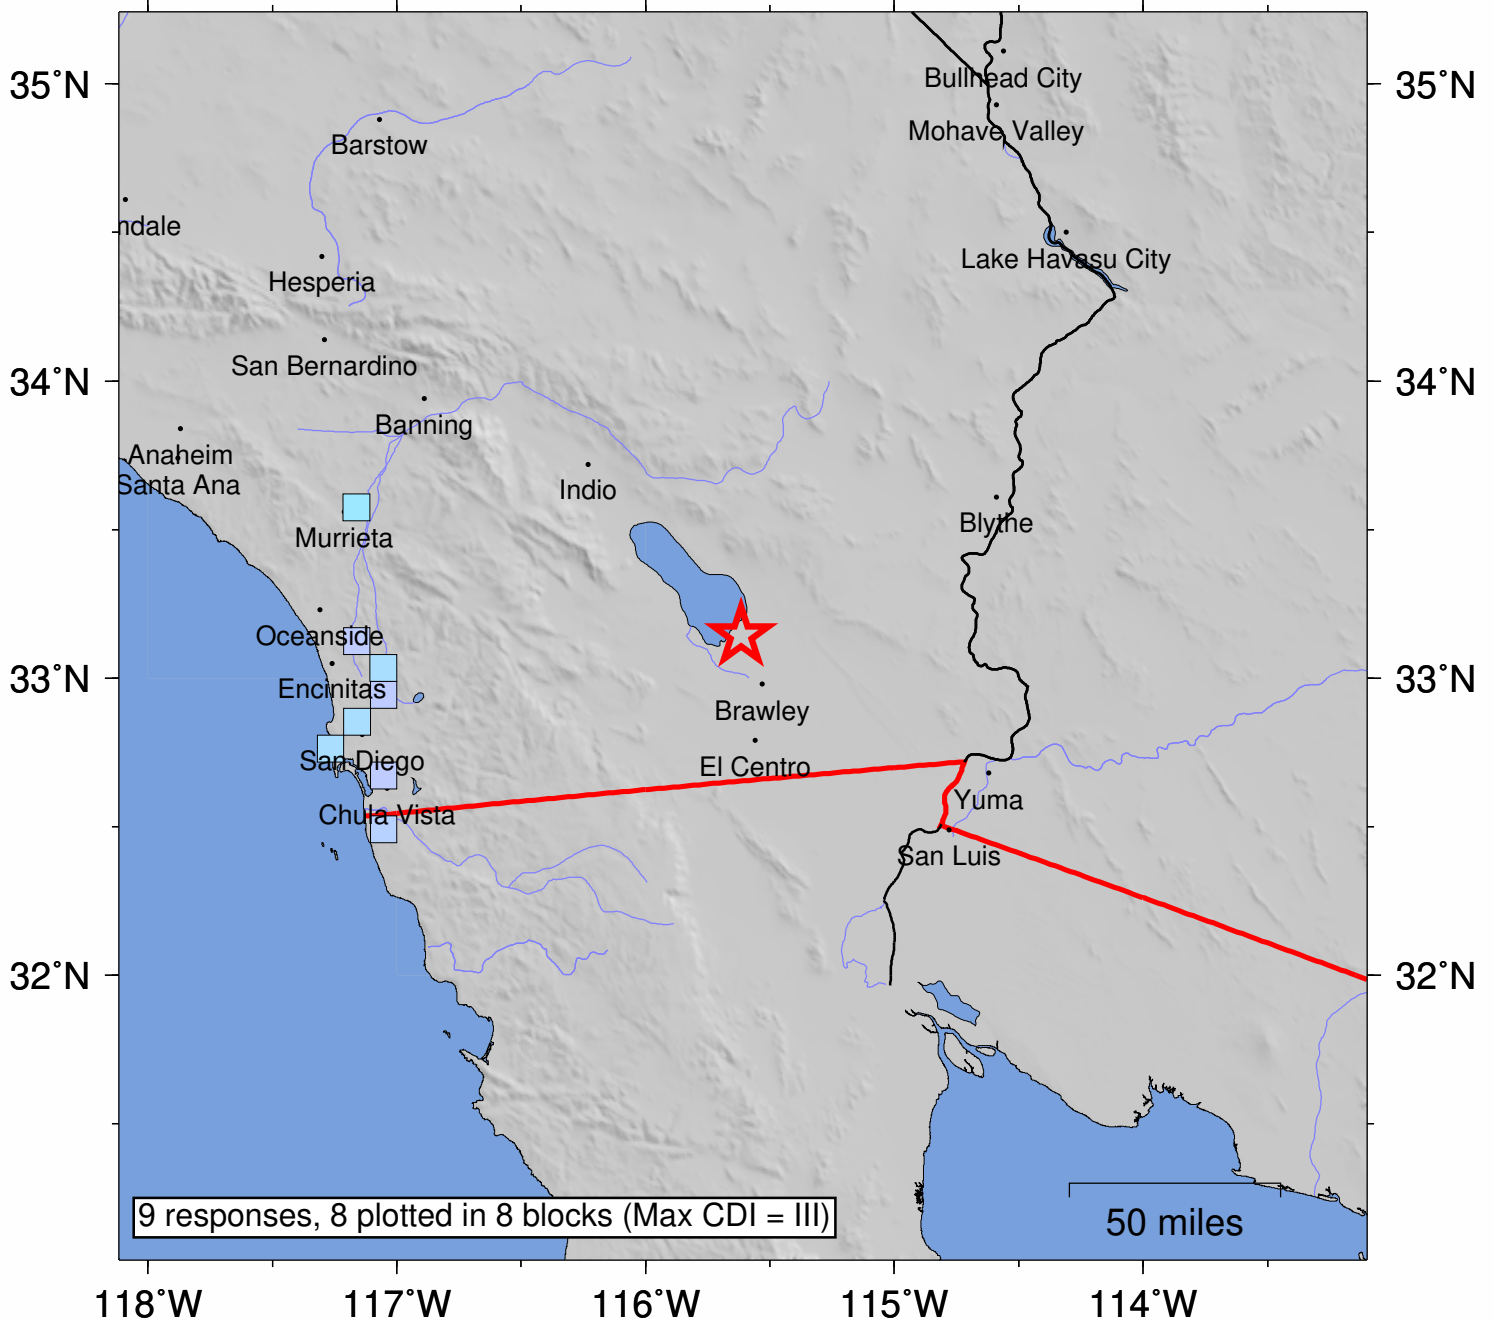 Bullhead City
35°N
35°N
Mohave Valley
Barstow
ndale
Lake Havasu City
Hesperia
San Bernardino
34°N
34°N
Banning
Anaheim
Santa Ana
Indio
Blythe
Murrieta
Oceanside
33°N
33°N
Encinitas
Brawley
San Diego
El Centro
Yuma
Chula Vista
San Luis
32°N
32°N
9 responses, 8 plotted in 8 blocks (Max CDI = III)
50 miles
118°W
117°W
116°W
115°W
114°W